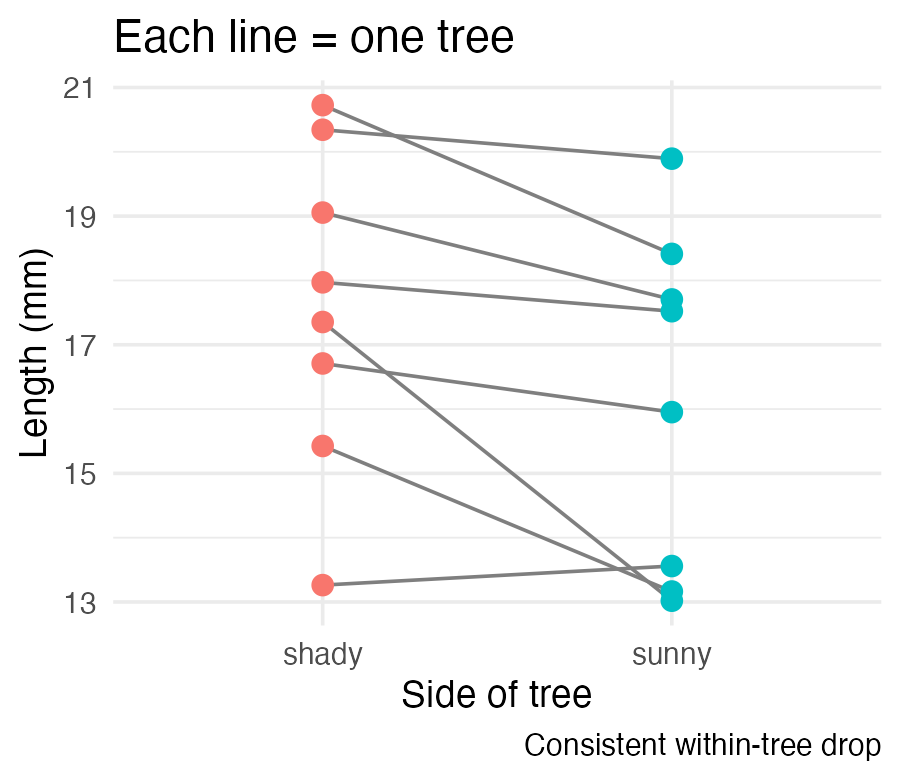 Each line = one tree
21
19
17
15
13
Length (mm)
shady
sunny
Side of tree
Consistent within-tree drop